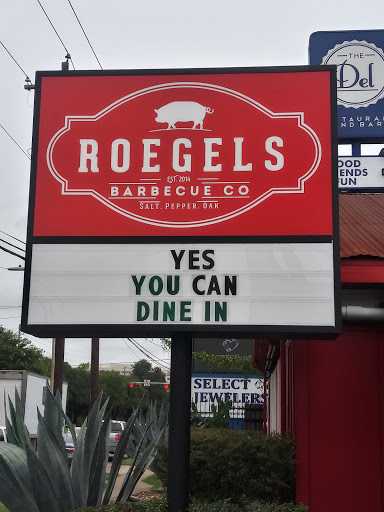 ROEGELS
EST. 2014
BARBECUE CO
SALT, PEPPER, OAK
YES
YOU CAN
DINE IN
THE
Del
SELECT
JEWELERS